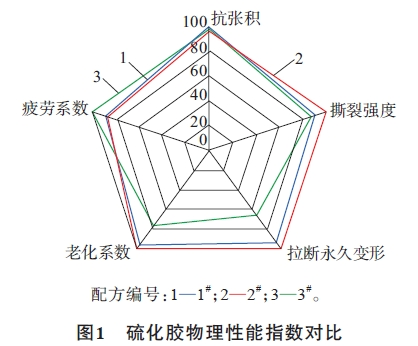 抗张积
100
80
60
40
20
0
1
2
3
疲劳系数
撕裂强度
老化系数
拉断永久变形
配方编号:1—1#;2—2#;3—3#。
图1 硫化胶物理性能指数对比